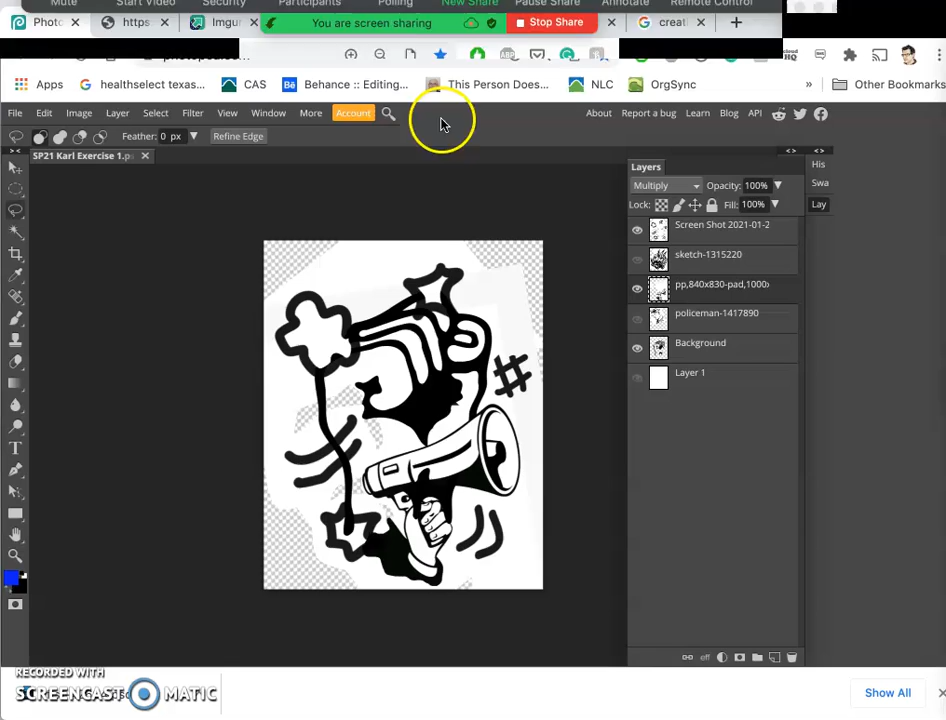 Mute Start Video Security Participants Polling New Share Pause Share Annotate Remote Control
Photo https Imgur You are screen sharing Stop Share creati
Apps healthselect texas... CAS Behance :: Editing... This Person Does... NLC OrgSync » Other Bookmarks
File Edit Image Layer Select Filter View Window More Account About Report a bug Learn Blog API
Feather: 0 px Refine Edge
SP21 Karl Exercise 1.ps
Layers His
Multiply Opacity: 100% Swa
Lock: Fill: 100% Lay
Screen Shot 2021-01-2
sketch-1315220
pp,840x830-pad,1000x
policeman-1417890
Background
Layer 1
#
eff
RECORDED WITH
SCREENCAST MATIC
Show All